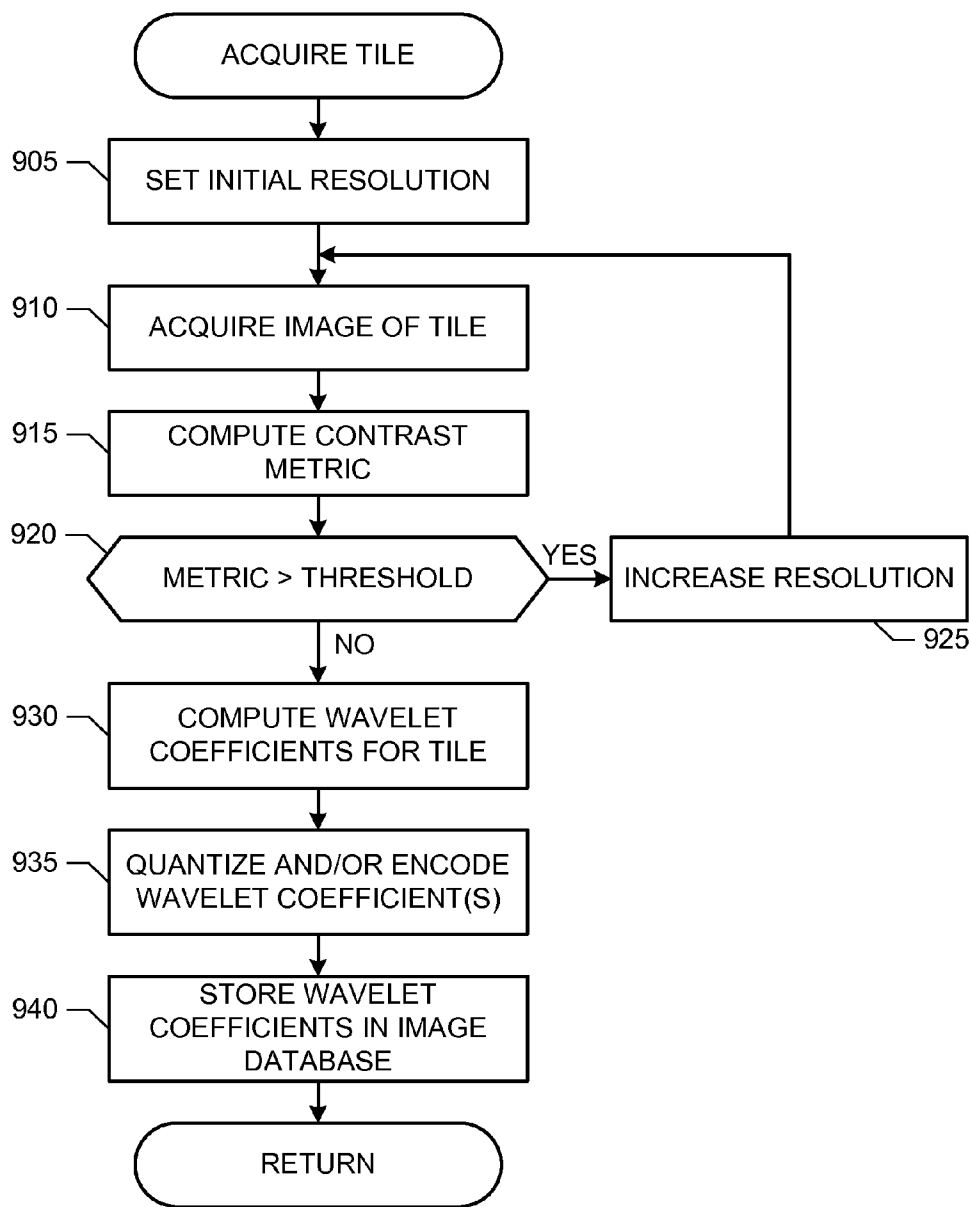 ACQUIRE TILE
905
SET INITIAL RESOLUTION
910
ACQUIRE IMAGE OF TILE
915
COMPUTE CONTRAST
METRIC
920
METRIC > THRESHOLD
YES
INCREASE RESOLUTION
925
NO
930
COMPUTE WAVELET
COEFFICIENTS FOR TILE
935
QUANTIZE AND/OR ENCODE
WAVELET COEFFICIENT(S)
940
STORE WAVELET
COEFFICIENTS IN IMAGE
DATABASE
RETURN